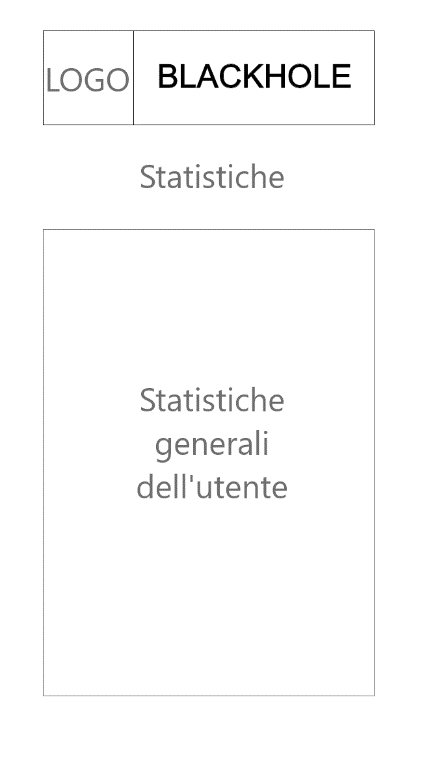 LOGO
BLACKHOLE
Statistiche
Statistiche
generali
dell'utente